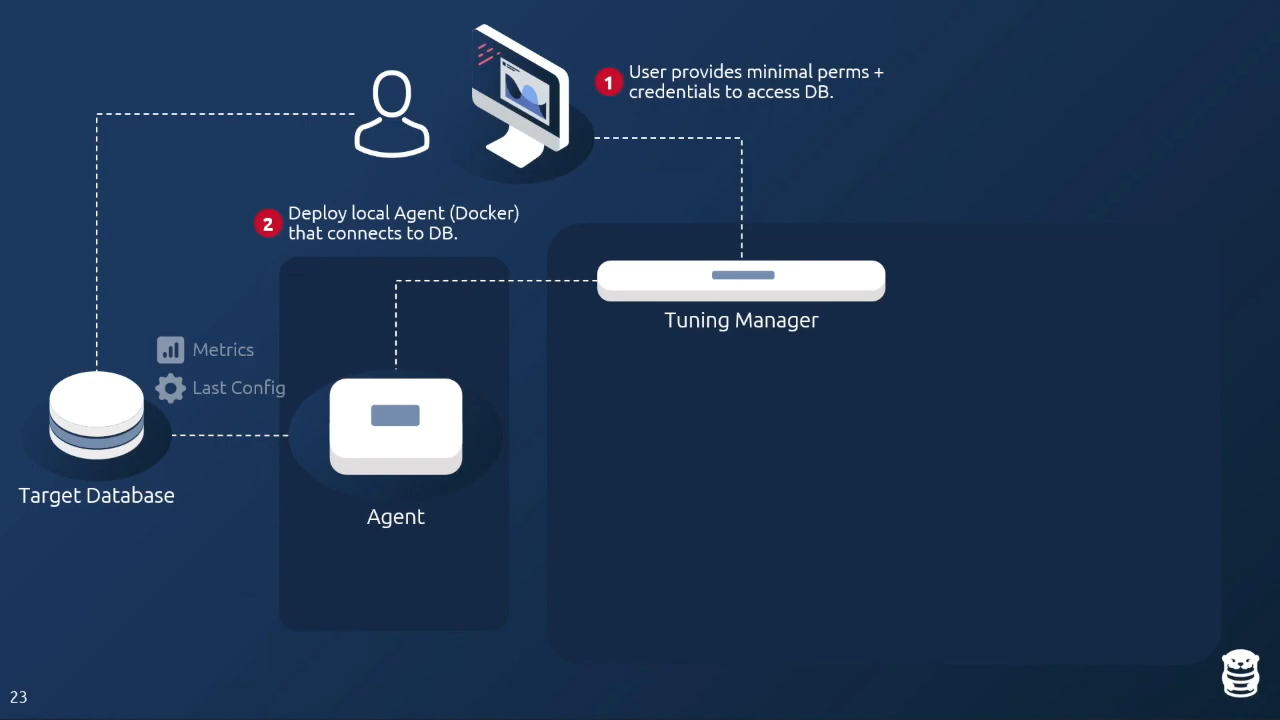 1 User provides minimal perms +
credentials to access DB.
2 Deploy local Agent (Docker)
that connects to DB.
Tuning Manager
Metrics
Last Config
Target Database
Agent
23